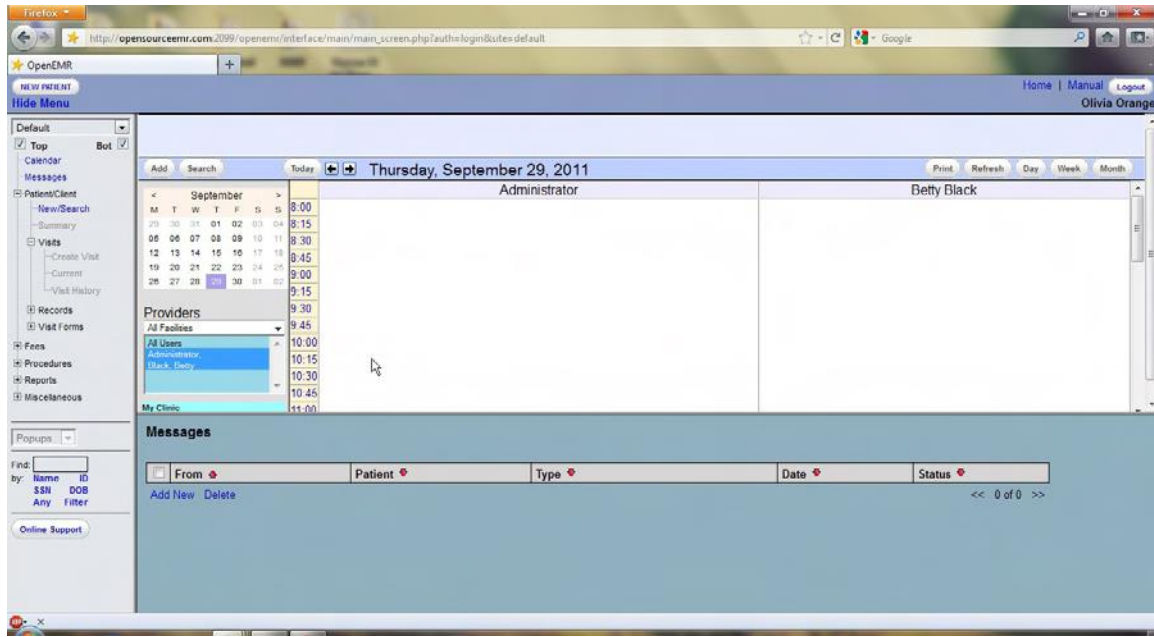 Firefox
http://opensourceemr.com:2099/openemr/interface/main/main_screen.php?auth=login&site=default
Google
OpenEMR
+
NEW PATIENT
Home | Manual Logout
Hide Menu
Olivia Orange
Default
Top Bot
Calendar
Messages
Patient/Client
New/Search
Summary
Visits
Create Visit
Current
Visit History
Records
Visit Forms
Fees
Procedures
Reports
Miscellaneous
Popups
Find:
by: Name ID
SSN DOB
Any Filter
Online Support
Add Search Today Thursday, September 29, 2011 Print Refresh Day Week Month
Administrator Betty Black
< September >
M T W T F S S
29 30 31 01 02 03 04
05 06 07 08 09 10 11
12 13 14 15 16 17 18
19 20 21 22 23 24 25
26 27 28 29 30 01 02
Providers
All Facilities
All Users
Administrator,
Black, Betty
My Clinic
8:00
8:15
8:30
8:45
9:00
9:15
9:30
9:45
10:00
10:15
10:30
10:45
11:00
Messages
From Patient Type Date Status
Add New Delete << 0 of 0 >>